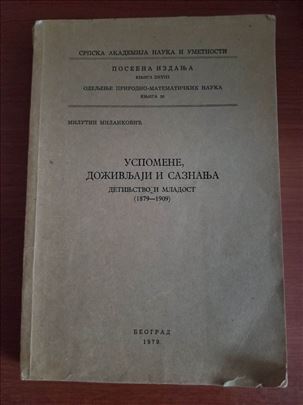 СРПСКА АКАДЕМИЈА НАУКА И УМЕТНОСТИ
ПОСЕБНА ИЗДАЊА
КЊИГА
ОДЕЉЕЊЕ ПРИРОДНО-МАТЕМАТИЧКИХ НАУКА
КЊИГА 50
МИЛУТИН МИЛАНКОВИЋ
УСПОМЕНЕ,
ДОЖИВЉАЈИ И САЗНАЊА
ДЕТИЊСТВО И МЛАДОСТ
(1879—1909)
БЕОГРАД
1979